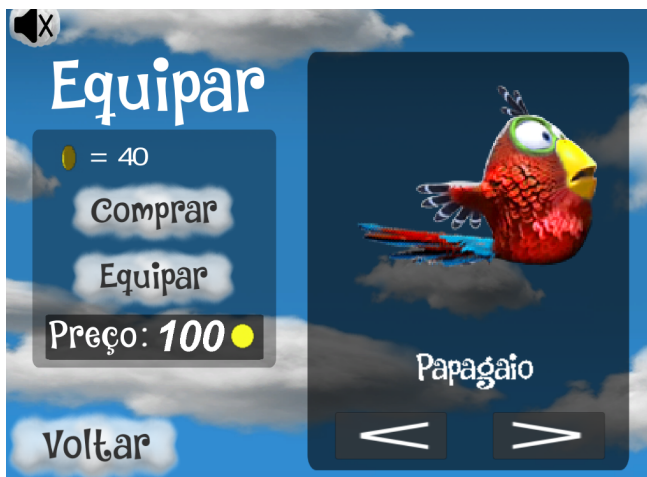 Equipar
= 40
Comprar
Equipar
Preço: 100
Voltar
Papagaio
< >